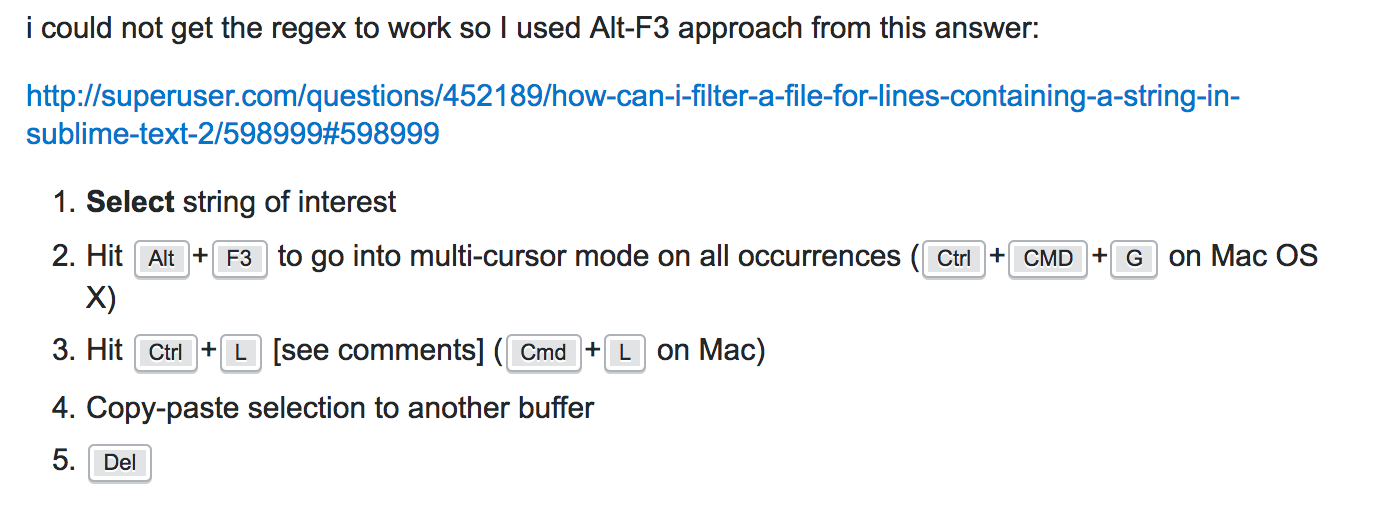 i could not get the regex to work so I used Alt-F3 approach from this answer:
http://superuser.com/questions/452189/how-can-i-filter-a-file-for-lines-containing-a-string-in-
sublime-text-2/598999#598999
1. Select string of interest
2. Hit Alt + F3 to go into multi-cursor mode on all occurrences ( Ctrl + CMD + G on Mac OS
X)
3. Hit Ctrl + L [see comments] ( Cmd + L on Mac)
4. Copy-paste selection to another buffer
5. Del